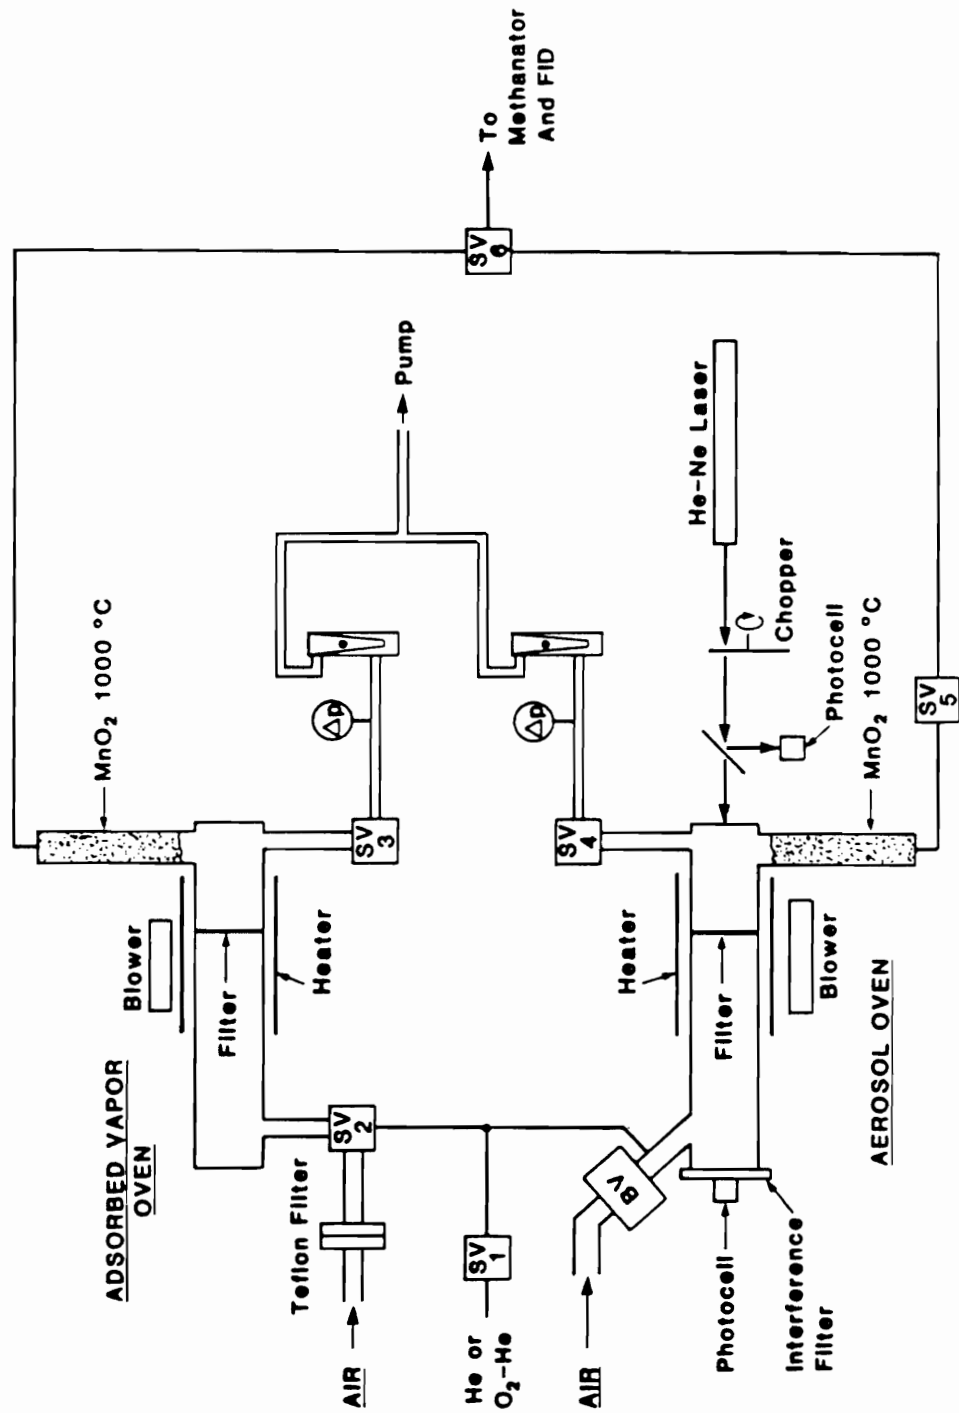 ADSORBED VAPOR
OVEN
Blower
MnO₂ 1000 °C
Filter
Heater
Teflon Filter
AIR
SV
2
SV
3
Δp
Pump
SV
6
To
Methanator
And FID
He or
O₂-He
SV
1
Δp
SV
4
AIR
BV
Heater
Filter
Blower
He-Ne Laser
Chopper
Photocell
MnO₂ 1000 °C
SV
5
Photocell
Interference
Filter
AEROSOL OVEN